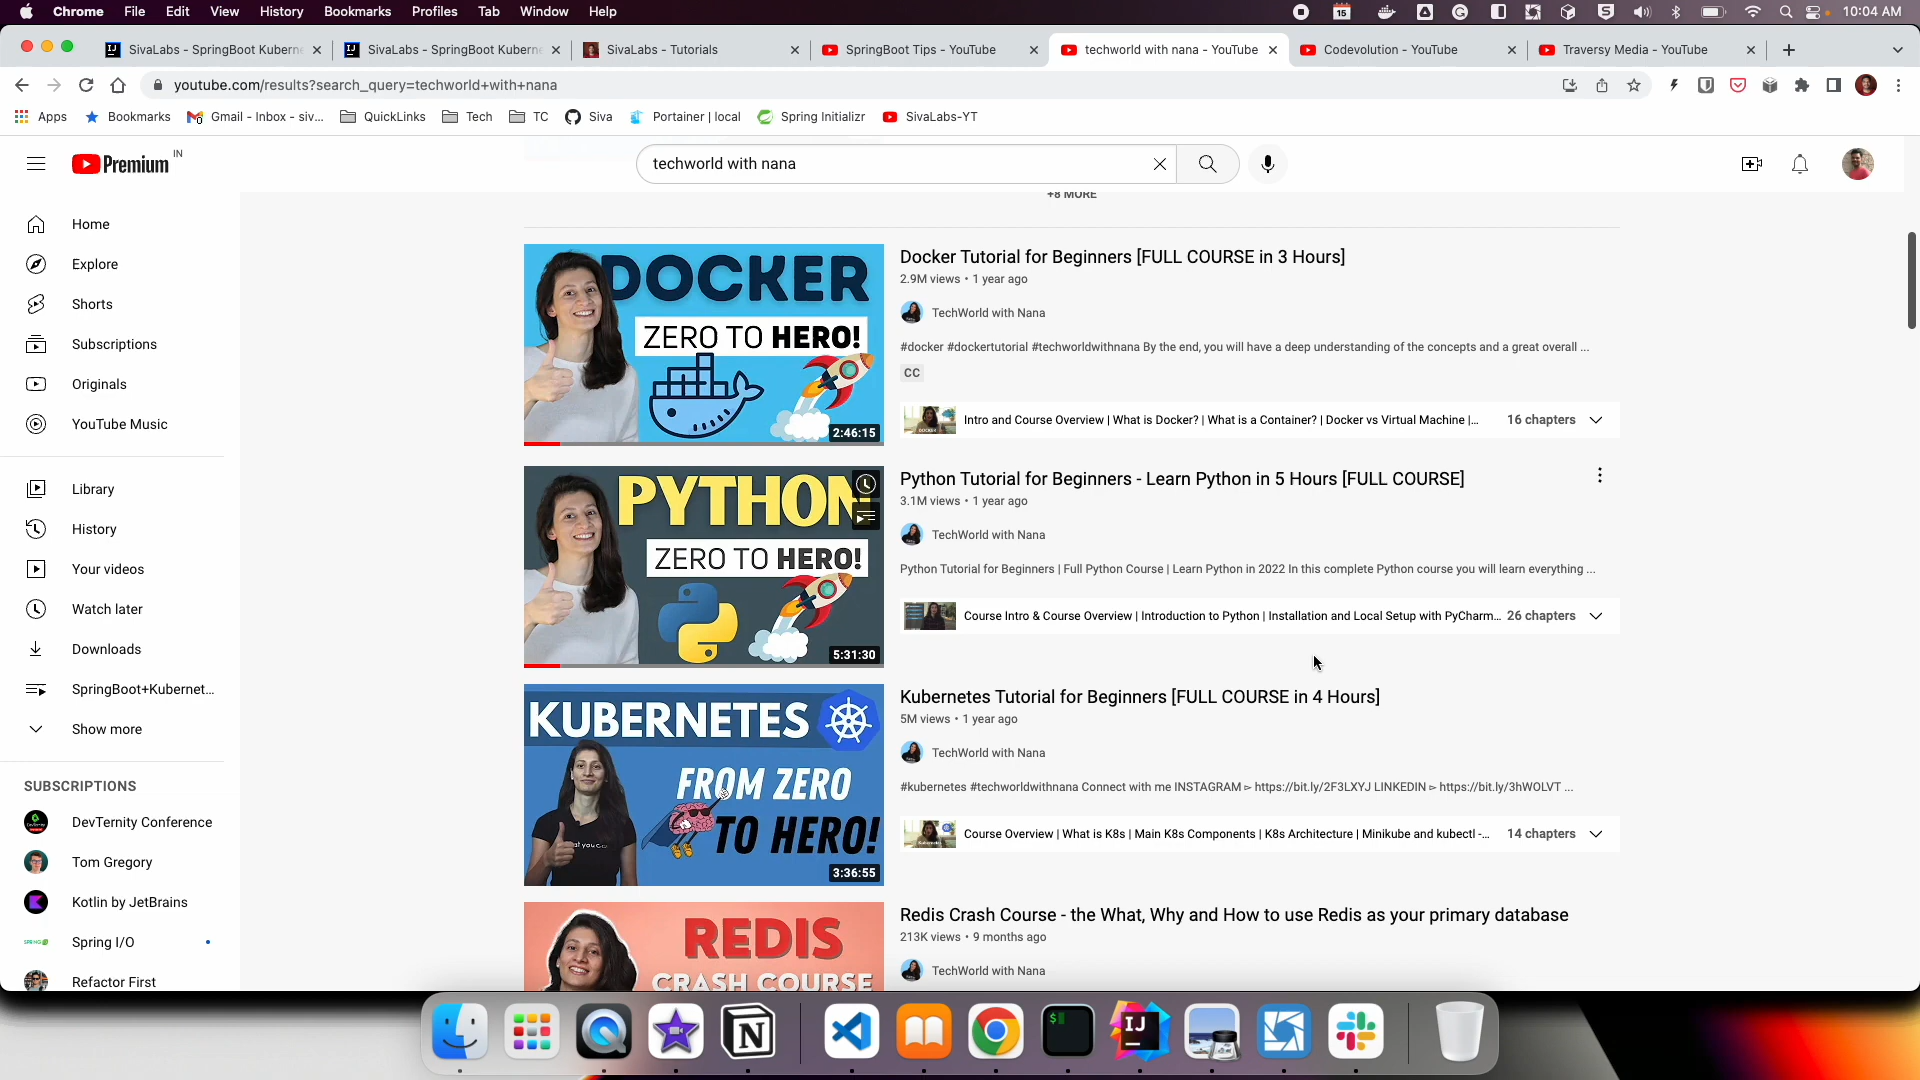 Chrome File Edit View History Bookmarks Profiles Tab Window Help 15 10:04 AM
SivaLabs - SpringBoot Kubern SivaLabs - SpringBoot Kubern SivaLabs - Tutorials SpringBoot Tips - YouTube techworld with nana - YouTube Codevolution - YouTube Traversy Media - YouTube
youtube.com/results?search_query=techworld+with+nana
Apps Bookmarks Gmail - Inbox - siv... QuickLinks Tech TC Siva Portainer | local Spring Initializr SivaLabs-YT
Premium IN
techworld with nana
+8 MORE
Home
Explore
Shorts
Subscriptions
Originals
YouTube Music
Library
History
Your videos
Watch later
Downloads
SpringBoot+Kubernet...
Show more
SUBSCRIPTIONS
DevTernity Conference
Tom Gregory
Kotlin by JetBrains
Spring I/O
Refactor First
DOCKER
ZERO TO HERO!
2:46:15
Docker Tutorial for Beginners [FULL COURSE in 3 Hours]
2.9M views • 1 year ago
TechWorld with Nana
#docker #dockertutorial #techworldwithnana By the end, you will have a deep understanding of the concepts and a great overall ...
CC
Intro and Course Overview | What is Docker? | What is a Container? | Docker vs Virtual Machine |... 16 chapters
PYTHON
ZERO TO HERO!
5:31:30
Python Tutorial for Beginners - Learn Python in 5 Hours [FULL COURSE]
3.1M views • 1 year ago
TechWorld with Nana
Python Tutorial for Beginners | Full Python Course | Learn Python in 2022 In this complete Python course you will learn everything ...
Course Intro & Course Overview | Introduction to Python | Installation and Local Setup with PyCharm... 26 chapters
KUBERNETES
FROM ZERO
TO HERO!
3:36:55
Kubernetes Tutorial for Beginners [FULL COURSE in 4 Hours]
5M views • 1 year ago
TechWorld with Nana
#kubernetes #techworldwithnana Connect with me INSTAGRAM ► https://bit.ly/2F3LXYJ LINKEDIN ► https://bit.ly/3hWOLVT ...
Course Overview | What is K8s | Main K8s Components | K8s Architecture | Minikube and kubectl -... 14 chapters
REDIS
CRASH COURSE
Redis Crash Course - the What, Why and How to use Redis as your primary database
213K views • 9 months ago
TechWorld with Nana
$
IJ